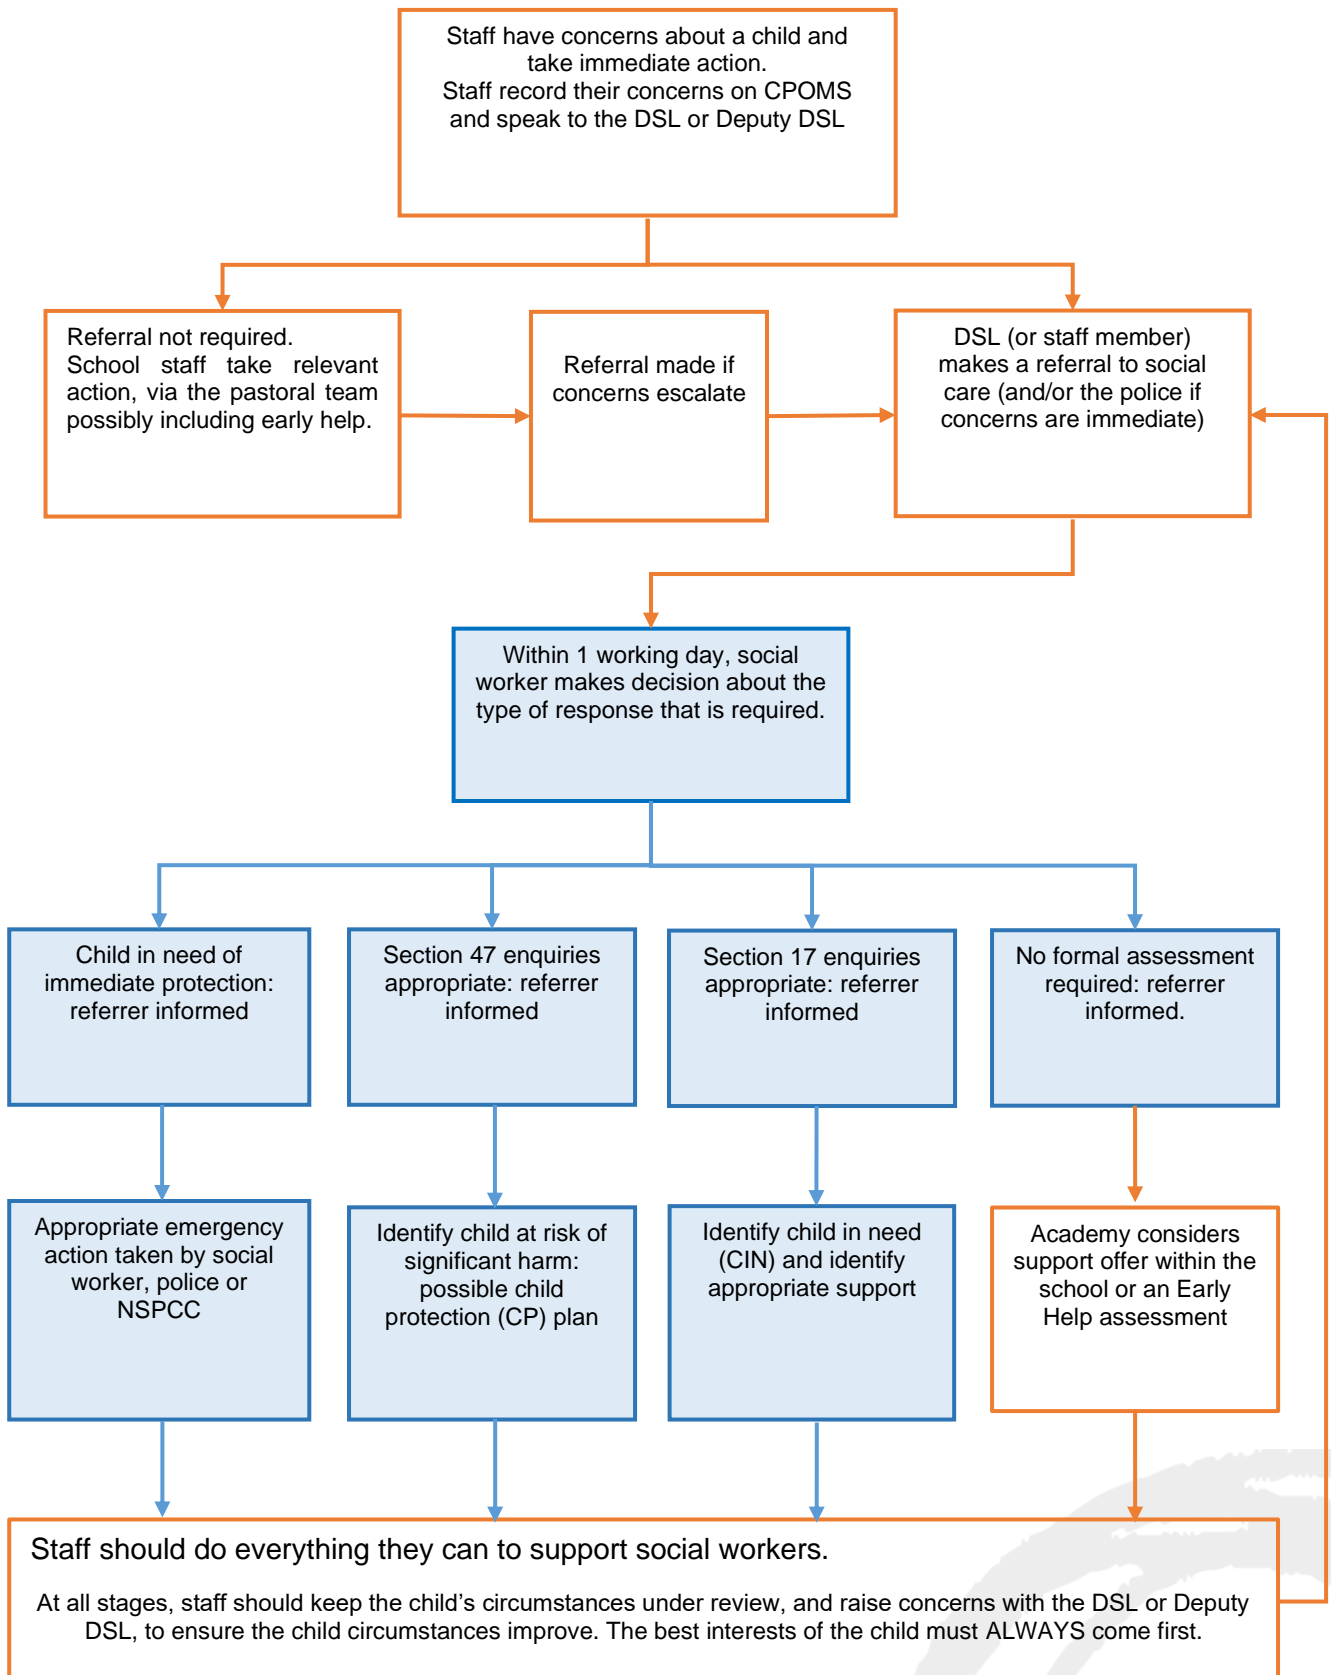 Staff have concerns about a child and
take immediate action.
Staff record their concerns on CPOMS
and speak to the DSL or Deputy DSL
Referral not required.
School staff take relevant
action, via the pastoral team
possibly including early help.
Referral made if
concerns escalate
DSL (or staff member)
makes a referral to social
care (and/or the police if
concerns are immediate)
Within 1 working day, social
worker makes decision about the
type of response that is required.
Child in need of
immediate protection:
referrer informed
Section 47 enquiries
appropriate: referrer
informed
Section 17 enquiries
appropriate: referrer
informed
No formal assessment
required: referrer
informed.
Appropriate emergency
action taken by social
worker, police or
NSPCC
Identify child at risk of
significant harm:
possible child
protection (CP) plan
Identify child in need
(CIN) and identify
appropriate support
Academy considers
support offer within the
school or an Early
Help assessment
Staff should do everything they can to support social workers.
At all stages, staff should keep the child’s circumstances under review, and raise concerns with the DSL or Deputy
DSL, to ensure the child circumstances improve. The best interests of the child must ALWAYS come first.